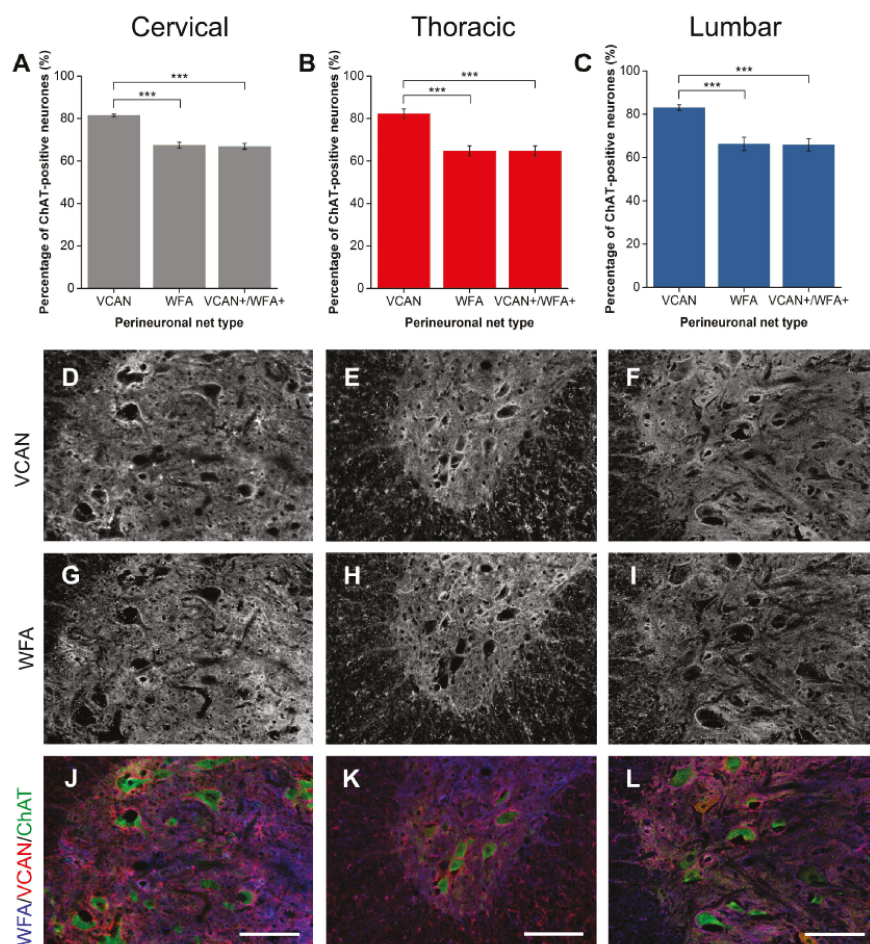 Cervical
Thoracic
Lumbar
A
B
C
Percentage of ChAT-positive neurones (%)
100
80
60
40
20
0
***
***
VCAN
WFA
VCAN+/WFA+
Perineuronal net type
Percentage of ChAT-positive neurones (%)
100
80
60
40
20
0
***
***
VCAN
WFA
VCAN+/WFA+
Perineuronal net type
Percentage of ChAT-positive neurones (%)
100
80
60
40
20
0
***
***
VCAN
WFA
VCAN+/WFA+
Perineuronal net type
VCAN
D
E
F
WFA
G
H
I
WFA/VCAN/ChAT
J
K
L